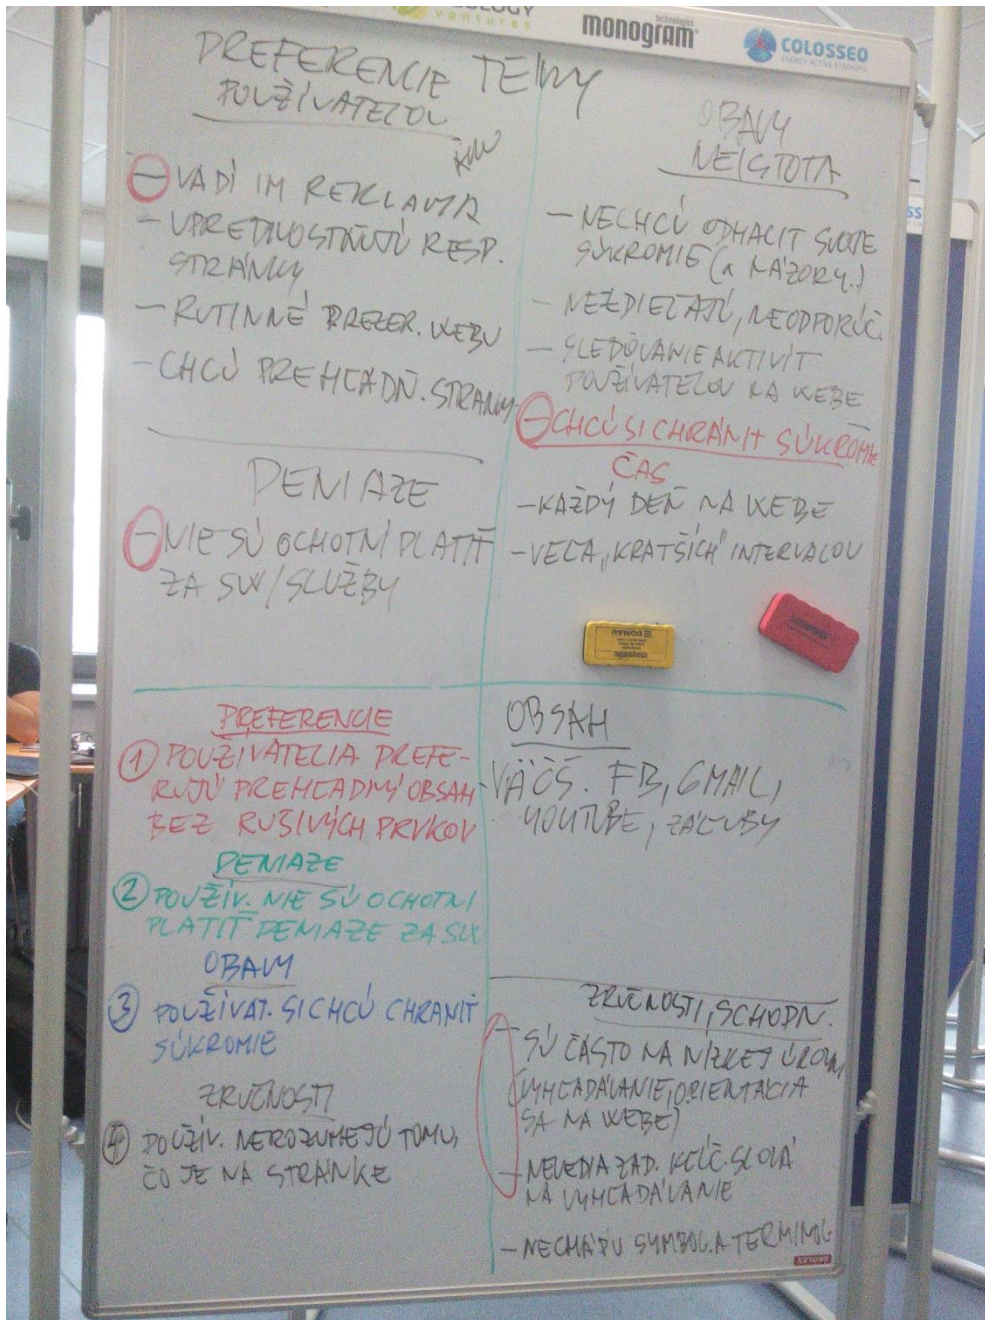 OLOGY
ventures
technologies
monogram
COLOSSEO
PREFERENCIE TÉMY
POUŽÍVATEĽOV
— VADÍ IM REKLAMA
— UPREDNOSTŇUJÚ RESP.
STRÁNKY
— RUTINNÉ PREZER. WEBU
— CHCÚ PREHĽADN. STRÁNKY
PENIAZE
— NIE SÚ OCHOTNÍ PLATIŤ
ZA SW/SLUŽBY
OBAVY
NEISTOTA
— NECHCÚ ODHALIT SVOJE
SÚKROMIE (a NÁZORY.)
— NEZDIEĽAJÚ, NEODPORÚČ.
— SLEDOVANIE AKTIVÍT
POUŽÍVATEĽOV NA WEBE
— CHCÚ SI CHRÁNIŤ SÚKROMIE
ČAS
— KAŽDÝ DEŇ NA WEBE
— VEĽA „KRATŠÍCH" INTERVALOV
DONAU
PREFERENCIE
1 POUŽÍVATELIA PREFE-
RUJÚ PREHĽADNÝ OBSAH
BEZ RUŠIVÝCH PRVKOV
PENIAZE
2 POUŽÍV. NIE SÚ OCHOTNÍ
PLATIŤ PENIAZE ZA SW
OBAVY
3 POUŽÍVAT. SI CHCÚ CHRÁNIŤ
SÚKROMIE
ZRUČNOSTI
4 POUŽÍV. NEROZUMEJÚ TOMU,
ČO JE NA STRÁNKE
OBSAH
- VÄČŠ. FB, GMAIL,
YOUTUBE, ZÁĽUBY
ZRUČNOSTI, SCHOPN.
— SÚ ČASTO NA NÍZKEJ ÚROVNI
(VYHĽADÁVANIE, ORIENTÁCIA
SA NA WEBE)
— NEVEDIA ZAD. KĽÚČ. SLOVÁ
NA VYHĽADÁVANIE
— NECHÁPU SYMBOL. A TERMINOL.